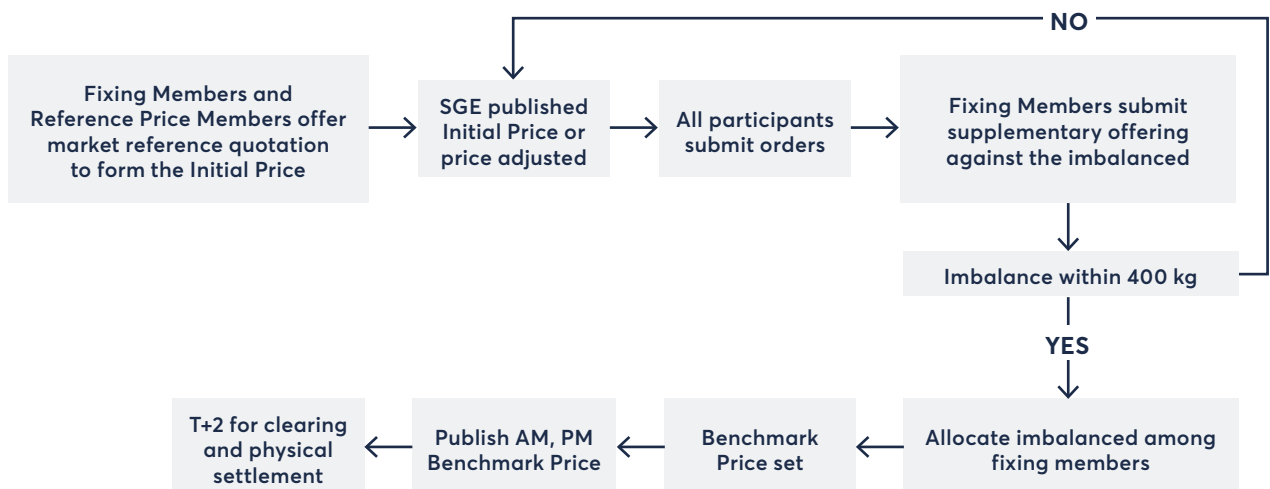 NO
Fixing Members and
Reference Price Members offer
market reference quotation
to form the Initial Price
SGE published
Initial Price or
price adjusted
All participants
submit orders
Fixing Members submit
supplementary offering
against the imbalanced
Imbalance within 400 kg
YES
Allocate imbalanced among
fixing members
Benchmark
Price set
Publish AM, PM
Benchmark Price
T+2 for clearing
and physical
settlement